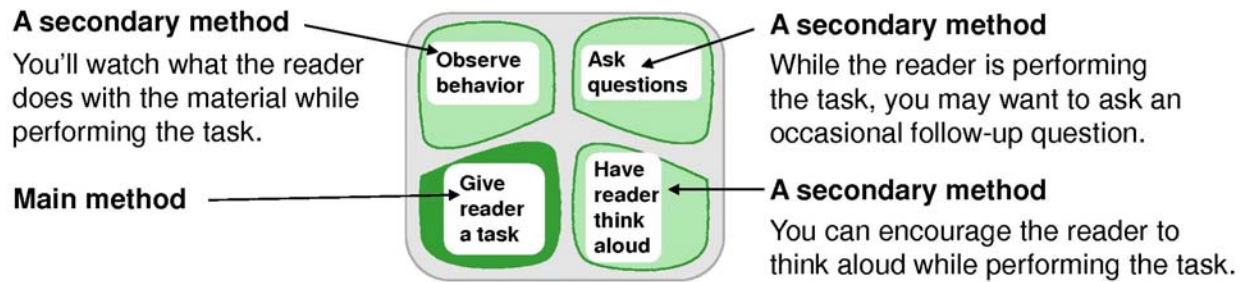 A secondary method
You'll watch what the reader
does with the material while
performing the task.
Main method
Observe
behavior
Ask
questions
Give
reader
a task
Have
reader
think
aloud
A secondary method
While the reader is performing
the task, you may want to ask an
occasional follow-up question.
A secondary method
You can encourage the reader to
think aloud while performing the task.